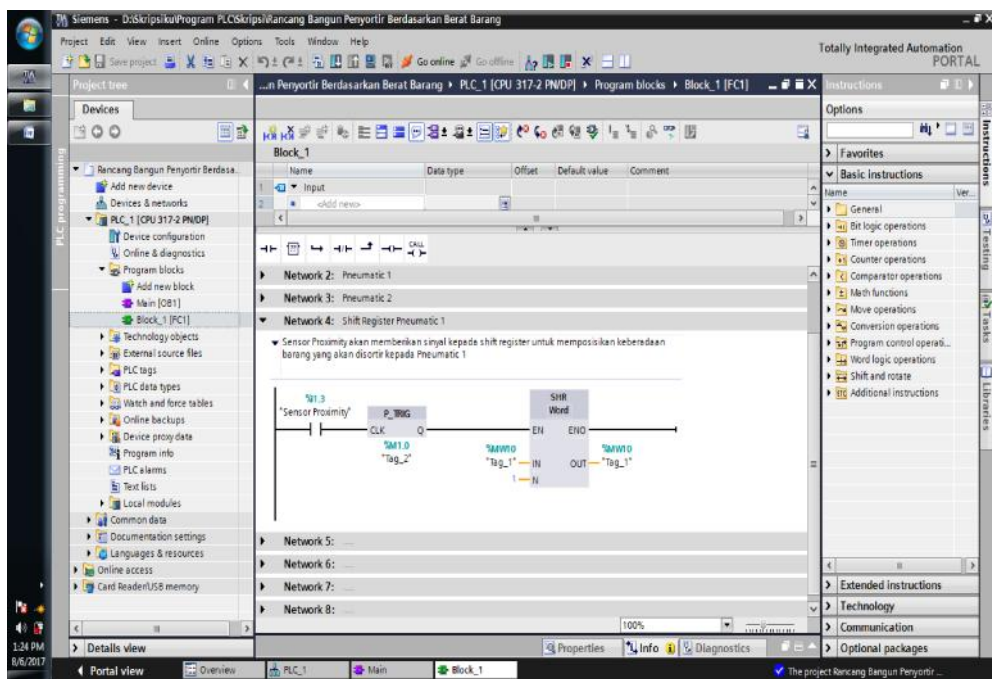 Siemens - D:\Skripsiku\Program PLC\Skripsi\Rancang Bangun Penyortir Berdasarkan Berat Barang
Project Edit View Insert Online Options Tools Window Help
Totally Integrated Automation
PORTAL
Save project
Go online
Go offline
Project tree
...n Penyortir Berdasarkan Berat Barang PLC_1 [CPU 317-2 PN/DP] Program blocks Block_1 [FC1]
Instructions
Devices
Options
PLC programming
Rancang Bangun Penyortir Berdasa...
Add new device
Devices & networks
PLC_1 [CPU 317-2 PN/DP]
Device configuration
Online & diagnostics
Program blocks
Add new block
Main [OB1]
Block_1 [FC1]
Technology objects
External source files
PLC tags
PLC data types
Watch and force tables
Online backups
Device proxy data
Program info
PLC alarms
Text lists
Local modules
Common data
Documentation settings
Languages & resources
Online access
Card Reader/USB memory
Details view
Block_1
Name Data type Offset Default value Comment
1 Input
2 <Add new>
CALL
Network 2: Pneumatic 1
Network 3: Pneumatic 2
Network 4: Shift Register Pneumatic 1
Sensor Proximity akan memberikan sinyal kepada shift register untuk memposisikan keberadaan
barang yang akan disortir kepada Pneumatic 1
%I1.3
"Sensor Proximity"
P_TRIG
CLK Q
%M1.0
"Tag_2"
SHR
Word
EN ENO
%MW10
"Tag_1" IN
1 N
%MW10
OUT "Tag_1"
Network 5: .....
Network 6: .....
Network 7: .....
Network 8: .....
100%
Properties Info Diagnostics
Favorites
Basic instructions
Name Ver...
General
Bit logic operations
Timer operations
Counter operations
Comparator operations
Math functions
Move operations
Conversion operations
Program control operati...
Word logic operations
Shift and rotate
Additional instructions
Extended instructions
Technology
Communication
Optional packages
Instructions
Testing
Tasks
Libraries
Portal view Overview PLC_1 Main Block_1
The project Rancang Bangun Penyortir ...
1:24 PM
8/6/2017